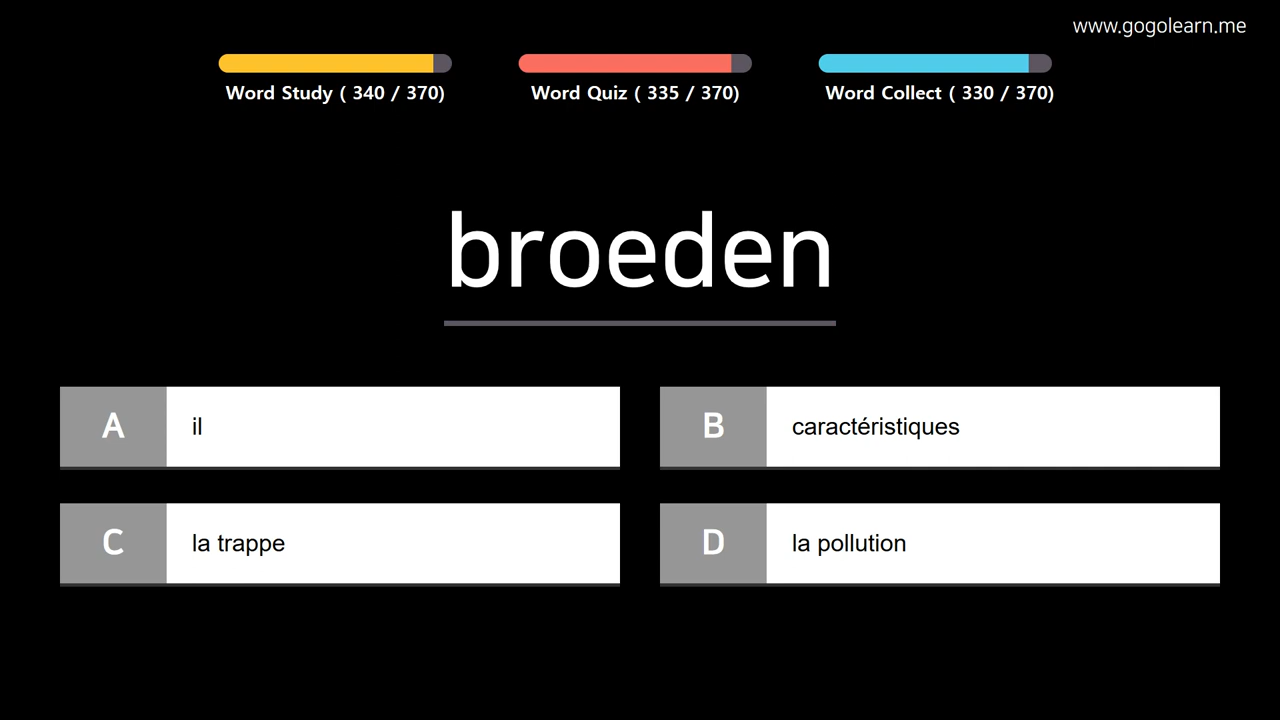 www.gogolearn.me
Word Study ( 340 / 370)
Word Quiz ( 335 / 370)
Word Collect ( 330 / 370)
broeden
A il
B caractéristiques
C la trappe
D la pollution